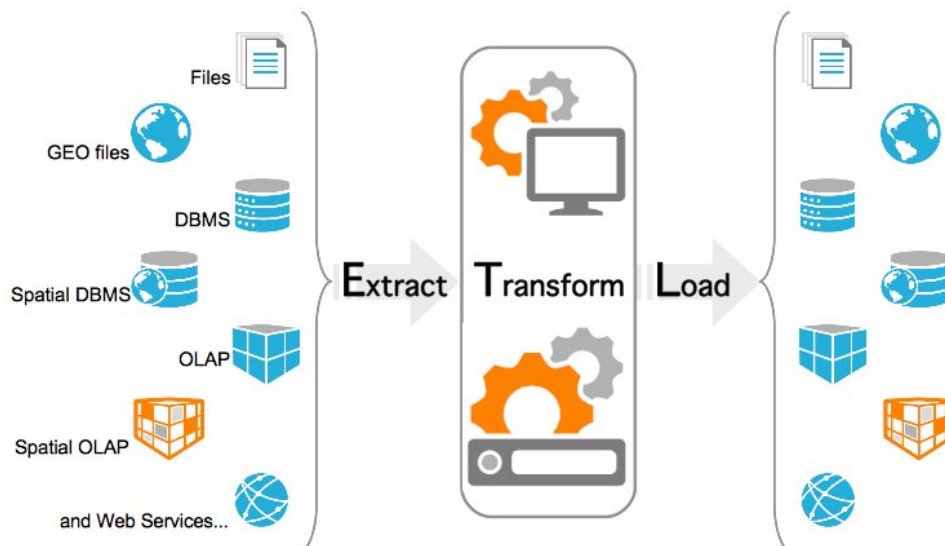 Files
GEO files
DBMS
Spatial DBMS
Extract Transform Load
OLAP
Spatial OLAP
and Web Services...